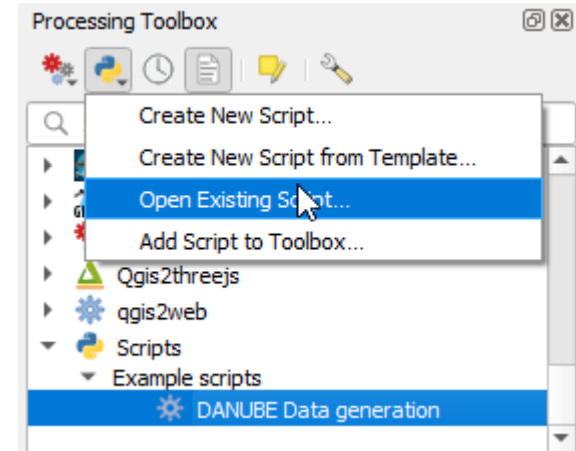 Processing Toolbox
Create New Script...
Create New Script from Template...
Open Existing Script...
Add Script to Toolbox...
Qgis2threejs
qgis2web
Scripts
Example scripts
DANUBE Data generation